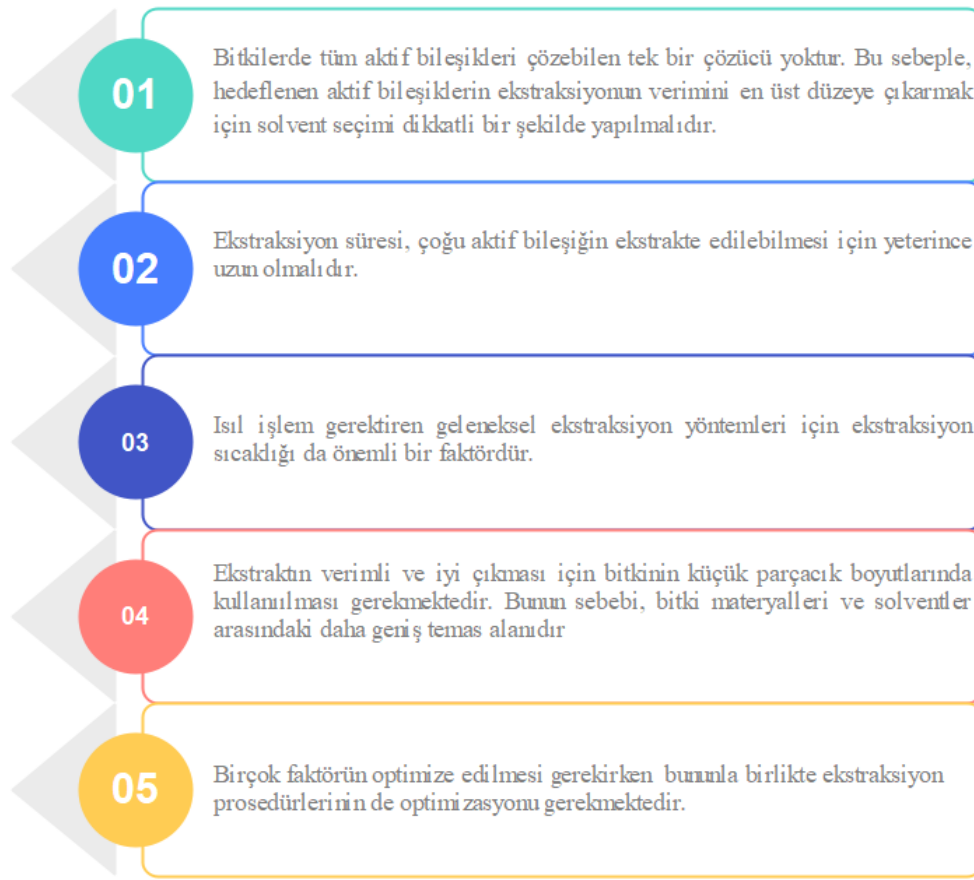 01
Bitkilerde tüm aktif bileşikleri çözebilen tek bir çözücü yoktur. Bu sebeple,
hedeflenen aktif bileşiklerin ekstraksiyonun verimini en üst düzeye çıkarmak
için solvent seçimi dikkatli bir şekilde yapılmalıdır.
02
Ekstraksiyon süresi, çoğu aktif bileşiğin ekstrakte edilebilmesi için yeterince
uzun olmalıdır.
03
Isıl işlem gerektiren geleneksel ekstraksiyon yöntemleri için ekstraksiyon
sıcaklığı da önemli bir faktördür.
04
Ekstraktın verimli ve iyi çıkması için bitkinin küçük parçacık boyutlarında
kullanılması gerekmektedir. Bunun sebebi, bitki materyalleri ve solventler
arasındaki daha geniş temas alanıdır
05
Birçok faktörün optimize edilmesi gerekirken bununla birlikte ekstraksiyon
prosedürlerinin de optimizasyonu gerekmektedir.